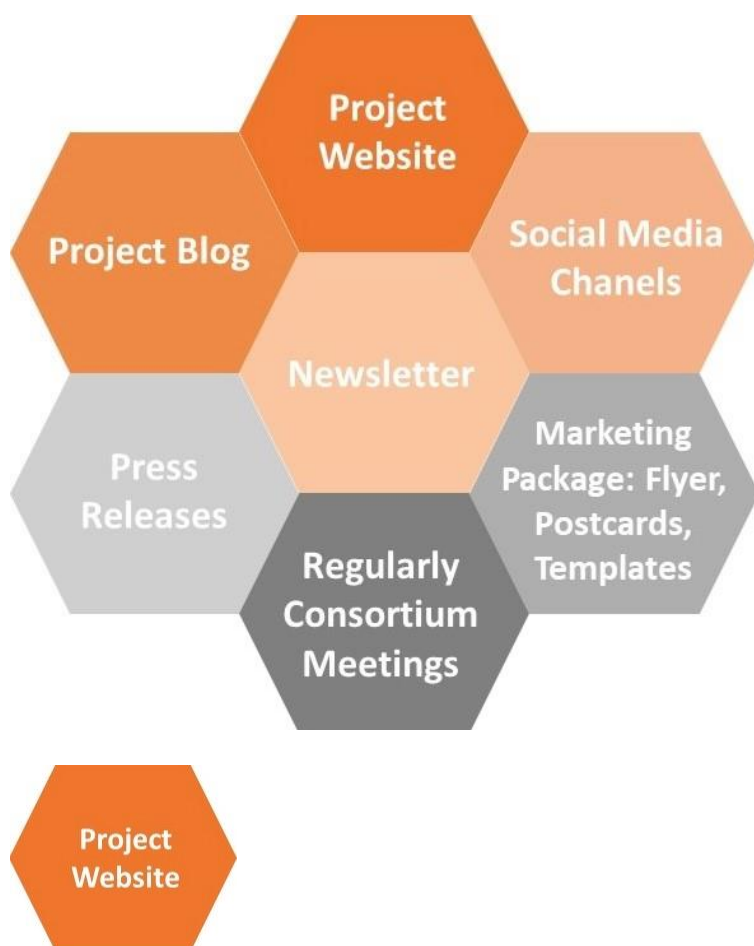 Project
Website
Project Blog
Social Media
Chanels
Newsletter
Press
Releases
Marketing
Package: Flyer,
Postcards,
Templates
Regularly
Consortium
Meetings
Project
Website